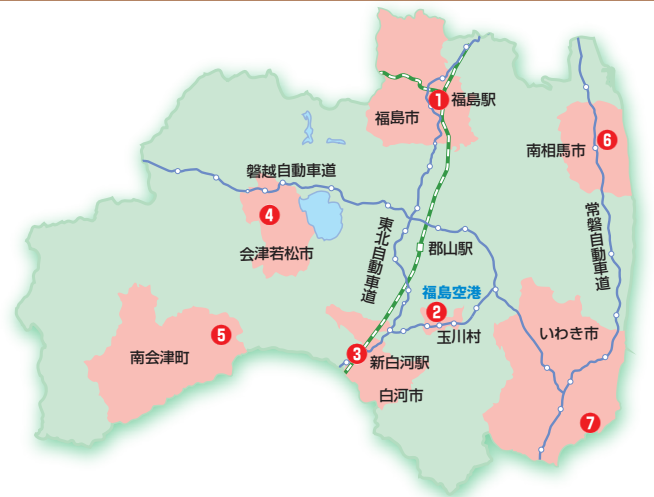 1
福島駅
福島市
6
南相馬市
磐越自動車道
4
会津若松市
東北自動車道
郡山駅
常磐自動車道
福島空港
2
玉川村
いわき市
5
南会津町
3
新白河駅
白河市
7